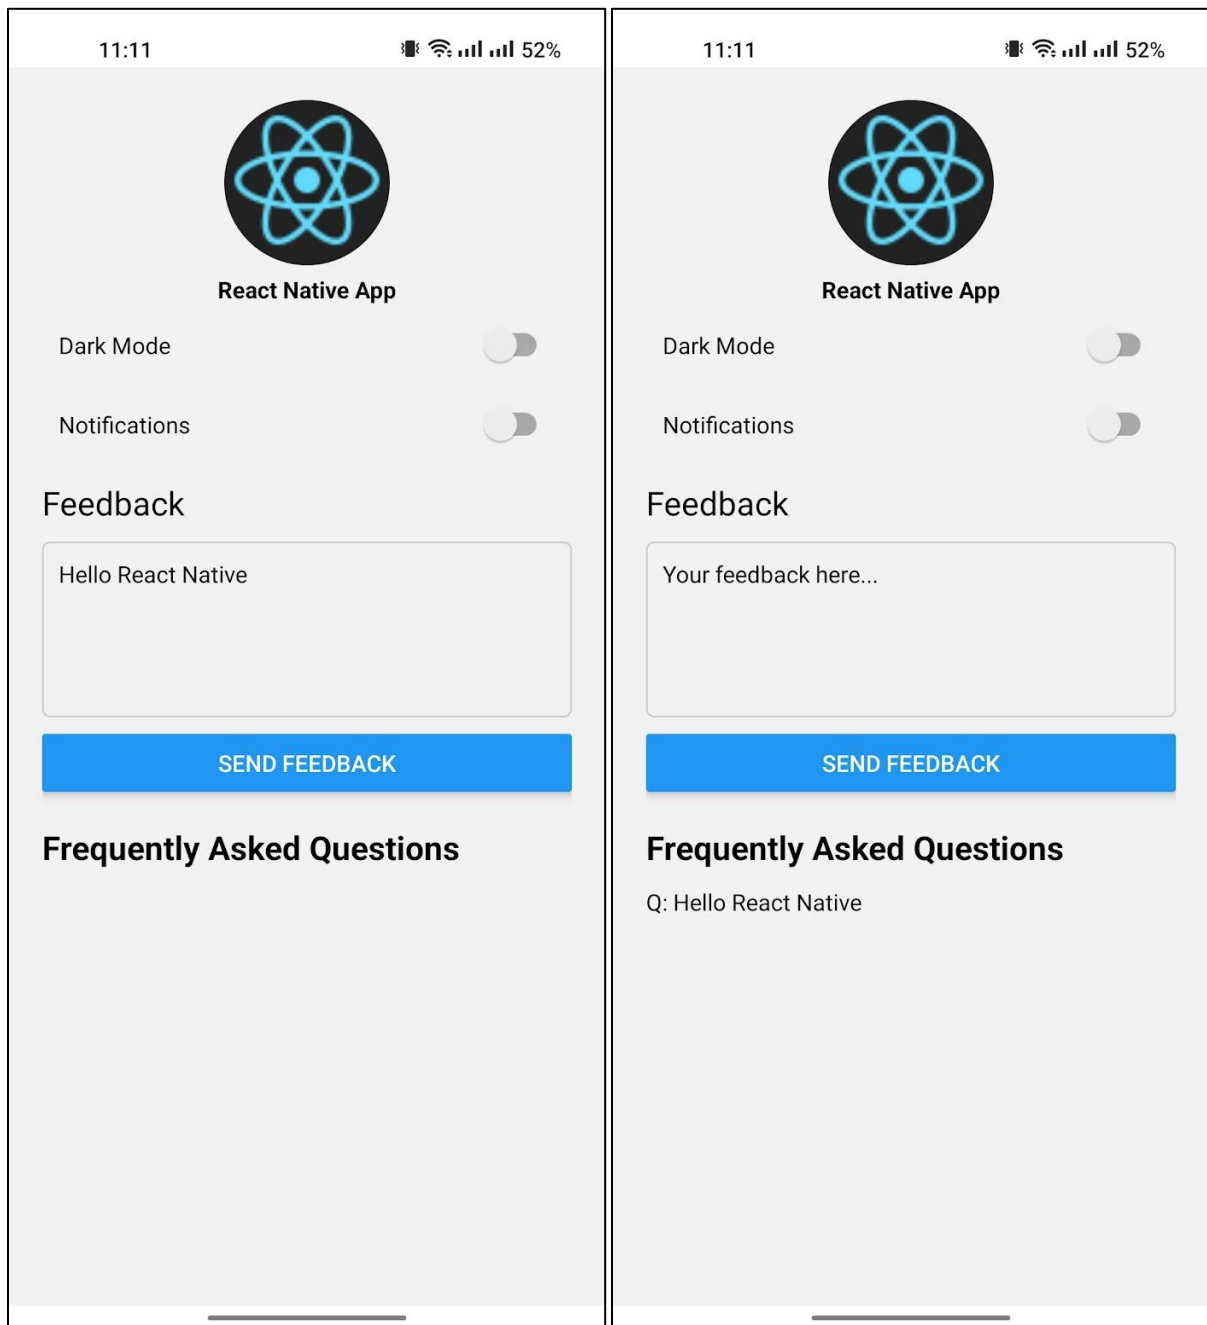 11:11 52%
React Native App
Dark Mode
Notifications
Feedback
Hello React Native
SEND FEEDBACK
Frequently Asked Questions
11:11 52%
React Native App
Dark Mode
Notifications
Feedback
Your feedback here...
SEND FEEDBACK
Frequently Asked Questions
Q: Hello React Native